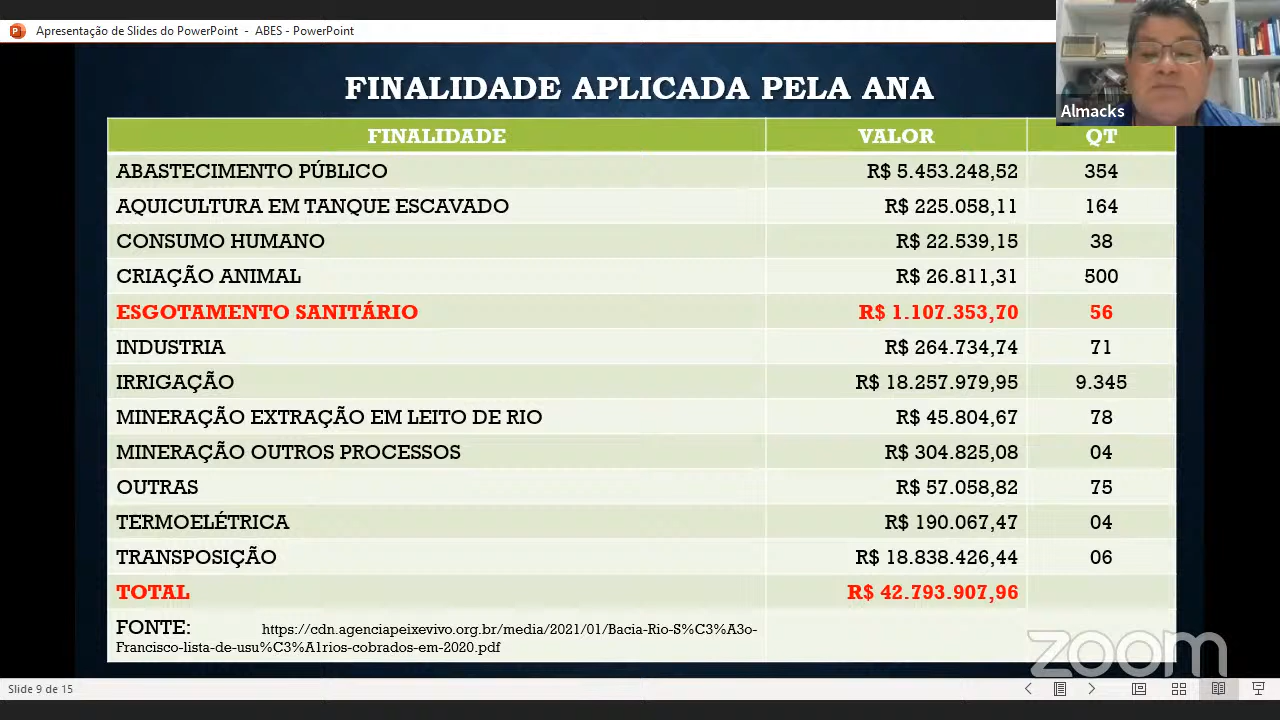 Apresentação de Slides do PowerPoint - ABES - PowerPoint
Almacks
FINALIDADE APLICADA PELA ANA
FINALIDADE VALOR QT
ABASTECIMENTO PÚBLICO R$ 5.453.248,52 354
AQUICULTURA EM TANQUE ESCAVADO R$ 225.058,11 164
CONSUMO HUMANO R$ 22.539,15 38
CRIAÇÃO ANIMAL R$ 26.811,31 500
ESGOTAMENTO SANITÁRIO R$ 1.107.353,70 56
INDUSTRIA R$ 264.734,74 71
IRRIGAÇÃO R$ 18.257.979,95 9.345
MINERAÇÃO EXTRAÇÃO EM LEITO DE RIO R$ 45.804,67 78
MINERAÇÃO OUTROS PROCESSOS R$ 304.825,08 04
OUTRAS R$ 57.058,82 75
TERMOELÉTRICA R$ 190.067,47 04
TRANSPOSIÇÃO R$ 18.838.426,44 06
TOTAL R$ 42.793.907,96
FONTE: https://cdn.agenciapeixevivo.org.br/media/2021/01/Bacia-Rio-S%C3%A3o-
Francisco-lista-de-usu%C3%A1rios-cobrados-em-2020.pdf
zoom
Slide 9 de 15